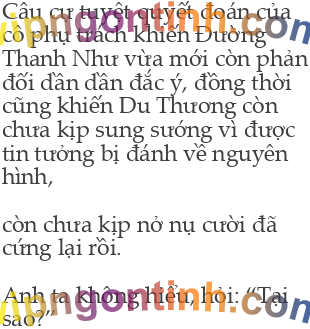 Câu cự tuyệt quyết đoán của
cô phụ trách khiến Dương
Thanh Như vừa mới còn phản
đối dần dần đắc ý, đồng thời
cũng khiến Du Thương còn
chưa kịp sung sướng vì được
tin tưởng bị đánh về nguyên
hình,
còn chưa kịp nở nụ cười đã
cứng lại rồi.
Anh ta không hiểu, hỏi: “Tại
sao?”
vipngontinh.com
vipngontinh.com